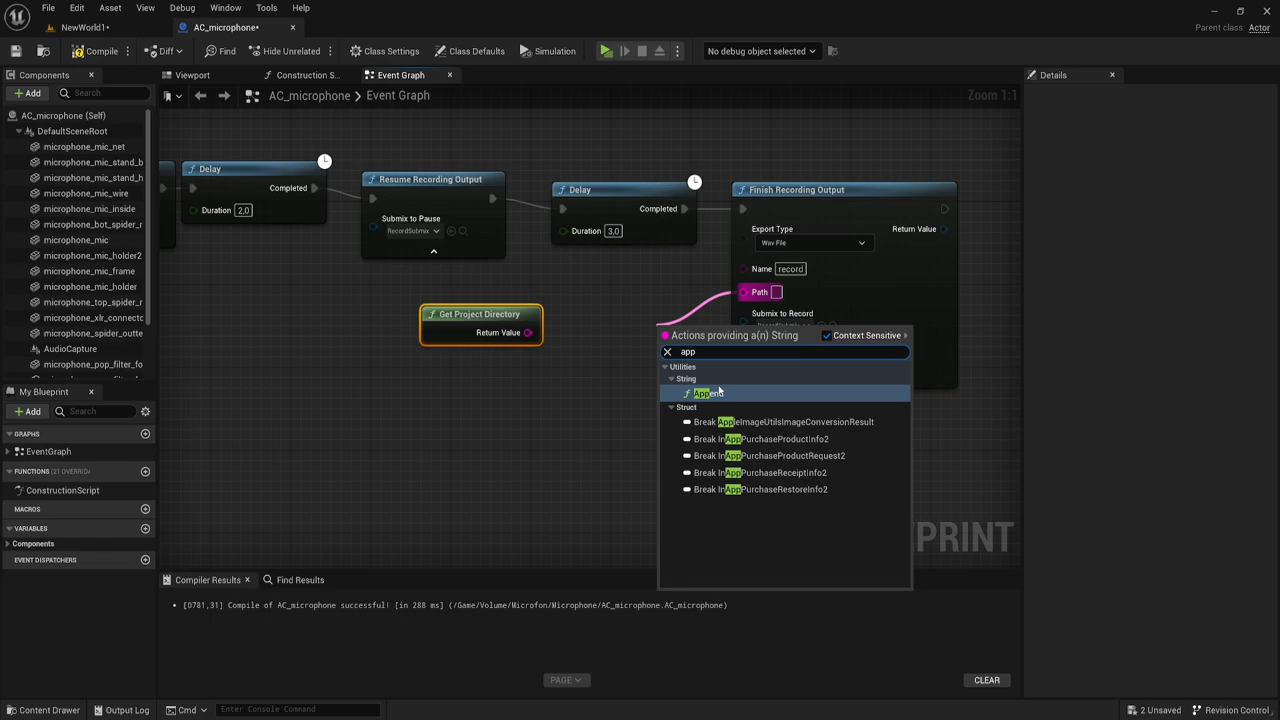 File Edit Asset View Debug Window Tools Help
NewWorld1•
AC_microphone•
Parent class: Actor
Compile
Diff
Find
Hide Unrelated
Class Settings
Class Defaults
Simulation
No debug object selected
Components
Viewport
Construction S...
Event Graph
Details
Add
Search
AC_microphone > Event Graph
Zoom 1:1
AC_microphone (Self)
DefaultSceneRoot
microphone_mic_net
microphone_mic_stand_b
microphone_mic_stand_h
microphone_mic_wire
microphone_mic_inside
microphone_bot_spider_r
microphone_mic
microphone_mic_holder2
microphone_mic_frame
microphone_mic_holder
microphone_top_spider_r
microphone_xlr_connecto
microphone_spider_outte
AudioCapture
microphone_pop_filter_fo
Delay
Completed
Duration 2,0
Resume Recording Output
Submix to Pause
RecordSubmix
Delay
Completed
Duration 3,0
Finish Recording Output
Export Type
Wav File
Return Value
Name record
Path
Submix to Record
Get Project Directory
Return Value
Actions providing a(n) String
Context Sensitive
app
Utilities
String
Append
Struct
Break AppleImageUtilsImageConversionResult
Break InAppPurchaseProductInfo2
Break InAppPurchaseProductRequest2
Break InAppPurchaseReceiptInfo2
Break InAppPurchaseRestoreInfo2
My Blueprint
Add
Search
GRAPHS
EventGraph
FUNCTIONS (21 OVERRIDA
ConstructionScript
MACROS
VARIABLES
Components
EVENT DISPATCHERS
Compiler Results
Find Results
[0781,31] Compile of AC_microphone successful! [in 288 ms] (/Game/Volume/Microfon/Microphone/AC_microphone.AC_microphone)
PAGE
CLEAR
Content Drawer
Output Log
Cmd
Enter Console Command
2 Unsaved
Revision Control